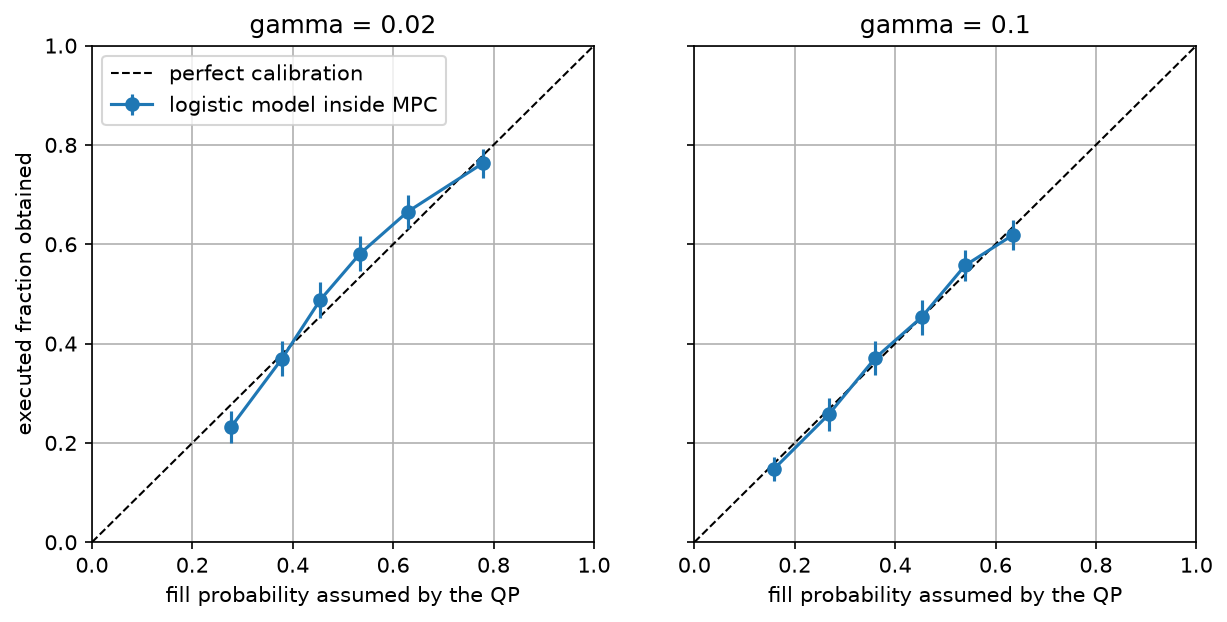 gamma = 0.02
1.0
0.8
0.6
0.4
0.2
0.0
executed fraction obtained
perfect calibration
logistic model inside MPC
0.0 0.2 0.4 0.6 0.8 1.0
fill probability assumed by the QP
gamma = 0.1
0.0 0.2 0.4 0.6 0.8 1.0
fill probability assumed by the QP